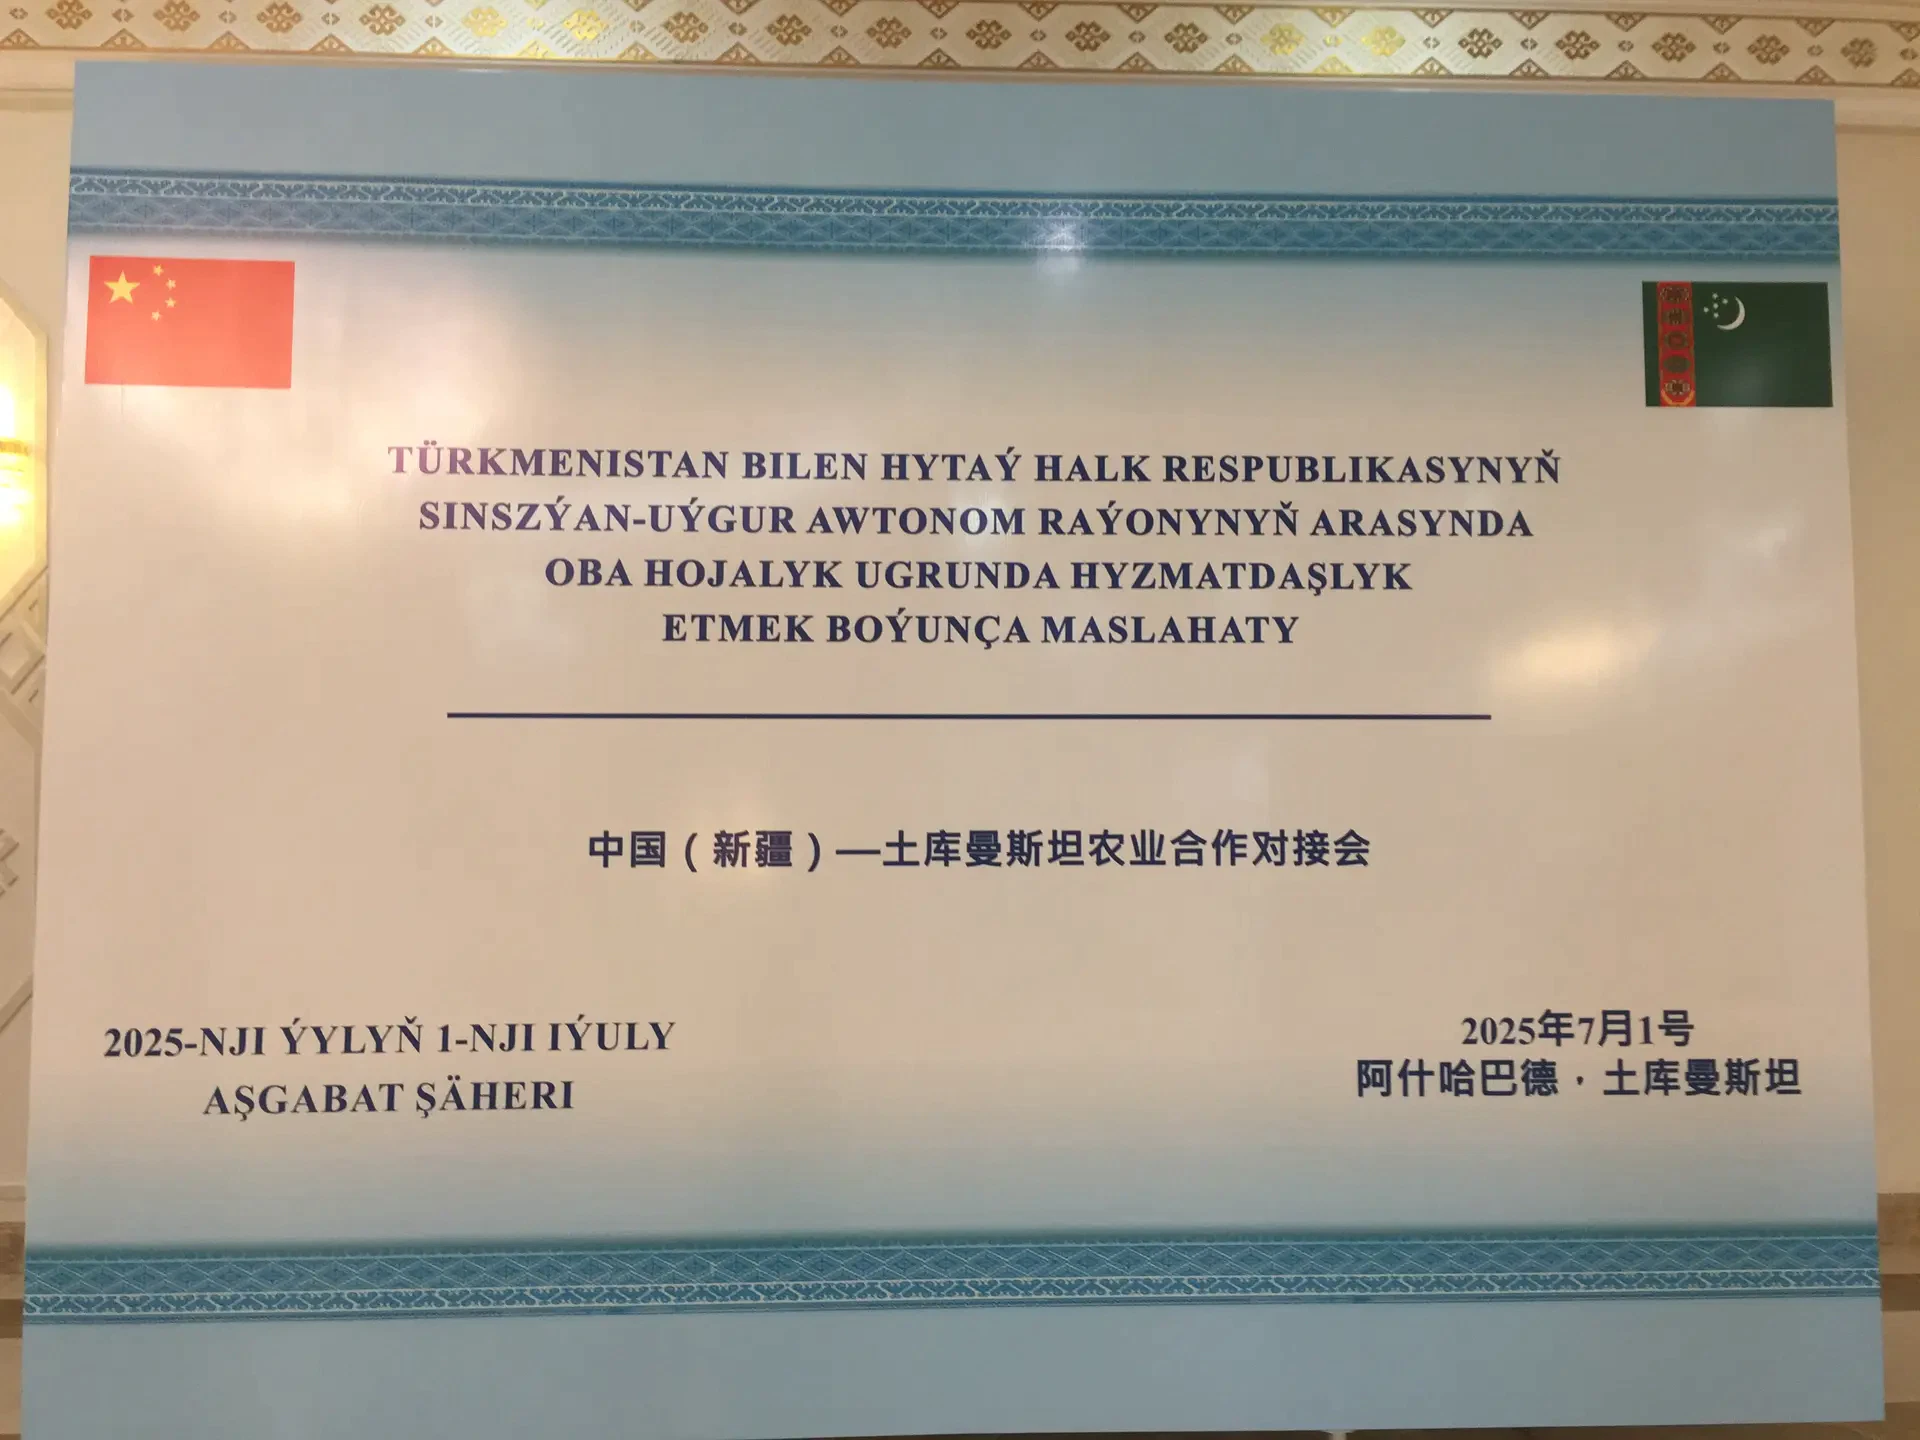 TÜRKMENISTAN BILEN HYTAÝ HALK RESPUBLIKASYNYŇ
SINSZÝAN-UÝGUR AWTONOM RAÝONYNYŇ ARASYNDA
OBA HOJALYK UGRUNDA HYZMATDAŞLYK
ETMEK BOÝUNÇA MASLAHATY
中国（新疆）—土库曼斯坦农业合作对接会
2025-NJI ÝYLYŇ 1-NJI IÝULY
AŞGABAT ŞÄHERI
2025年7月1号
阿什哈巴德·土库曼斯坦